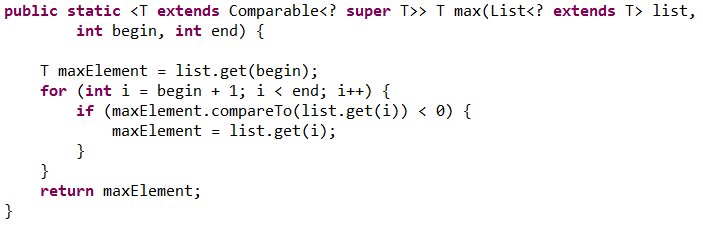 public static <T extends Comparable<? super T>> T max(List<? extends T> list,
        int begin, int end) {
    T maxElement = list.get(begin);
    for (int i = begin + 1; i < end; i++) {
        if (maxElement.compareTo(list.get(i)) < 0) {
            maxElement = list.get(i);
        }
    }
    return maxElement;
}